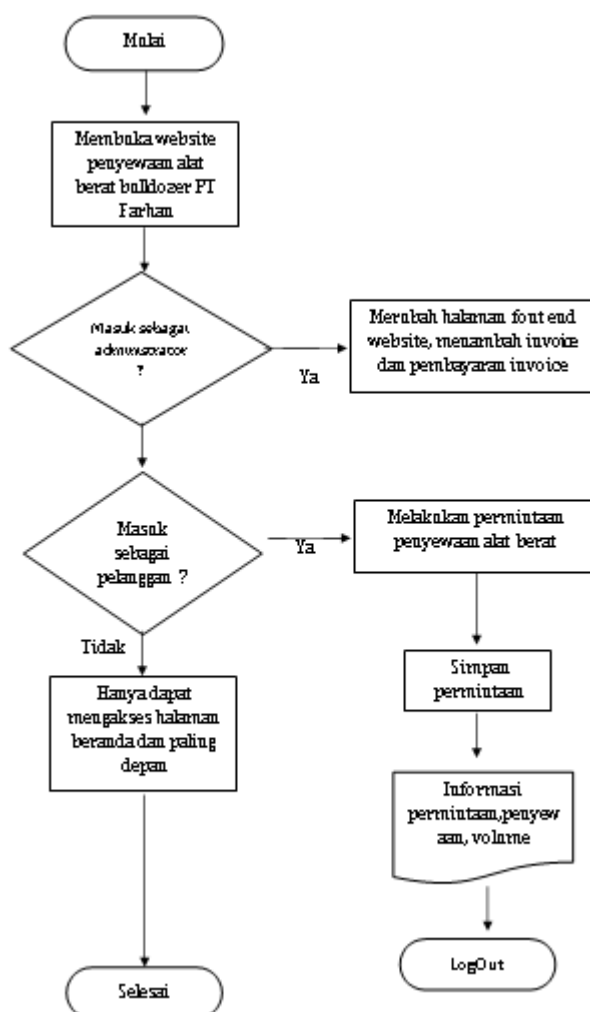 Mulai
Membuka website
penyewaan alat
berat bulldozer PT
Farhan
Masuk sebagai
administrator
?
Ya
Merubah halaman font end
website, menambah invoice
dan pembayaran invoice
Masuk
sebagai
pelanggan ?
Ya
Melakukan permintaan
penyewaan alat berat
Tidak
Hanya dapat
mengakses halaman
beranda dan paling
depan
Simpan
permintaan
Informasi
permintaan,penyew
aan, volume
LogOut
Selesai